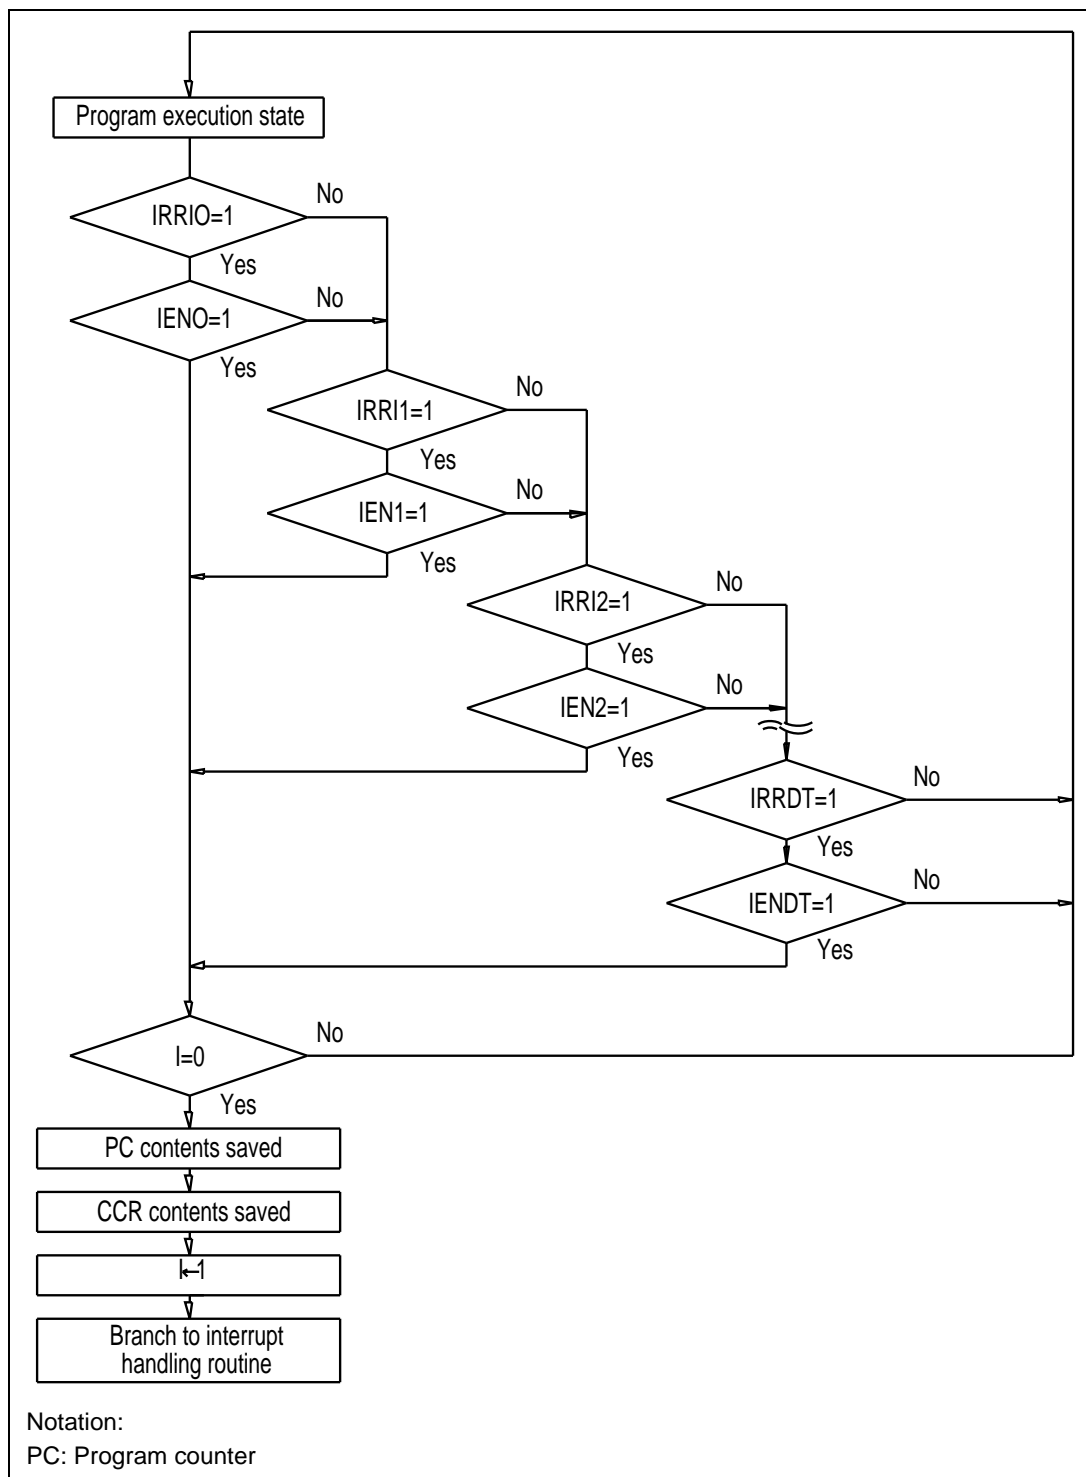 Program execution state
No
IRRIO=1
Yes
No
IENO=1
Yes
No
IRRI1=1
Yes
No
IEN1=1
Yes
No
IRRI2=1
Yes
No
IEN2=1
Yes
No
IRRDT=1
Yes
No
IENDT=1
Yes
No
I=0
Yes
PC contents saved
CCR contents saved
I←1
Branch to interrupt
handling routine
Notation:
PC: Program counter